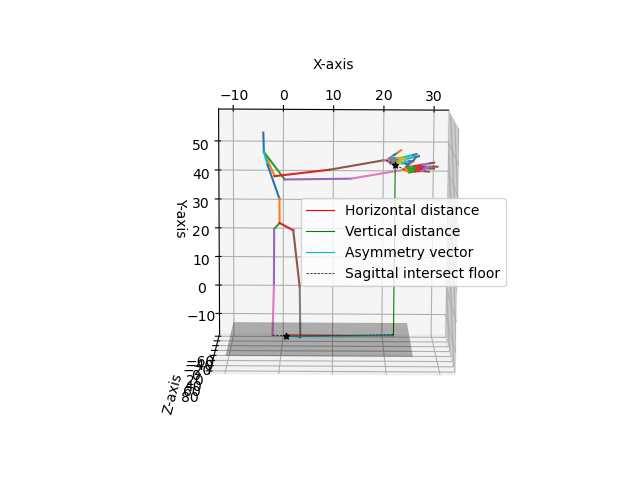 X-axis
−10 0 10 20 30
50
40
30
20
10
0
−10
Y-axis
Horizontal distance
Vertical distance
Asymmetry vector
Sagittal intersect floor
Z-axis
80